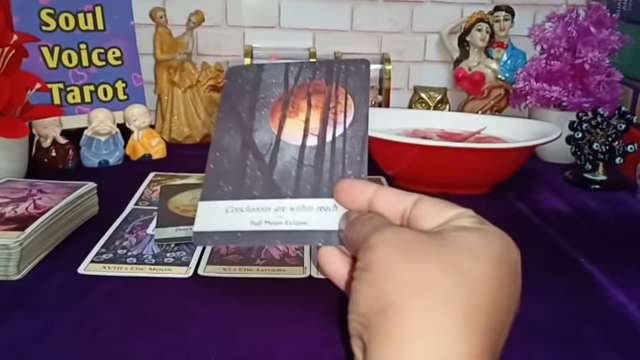 Soul
Voice
Tarot
Conclusions are within reach
Full Moon Eclipse
XVIII • The Moon
VI • The Lovers